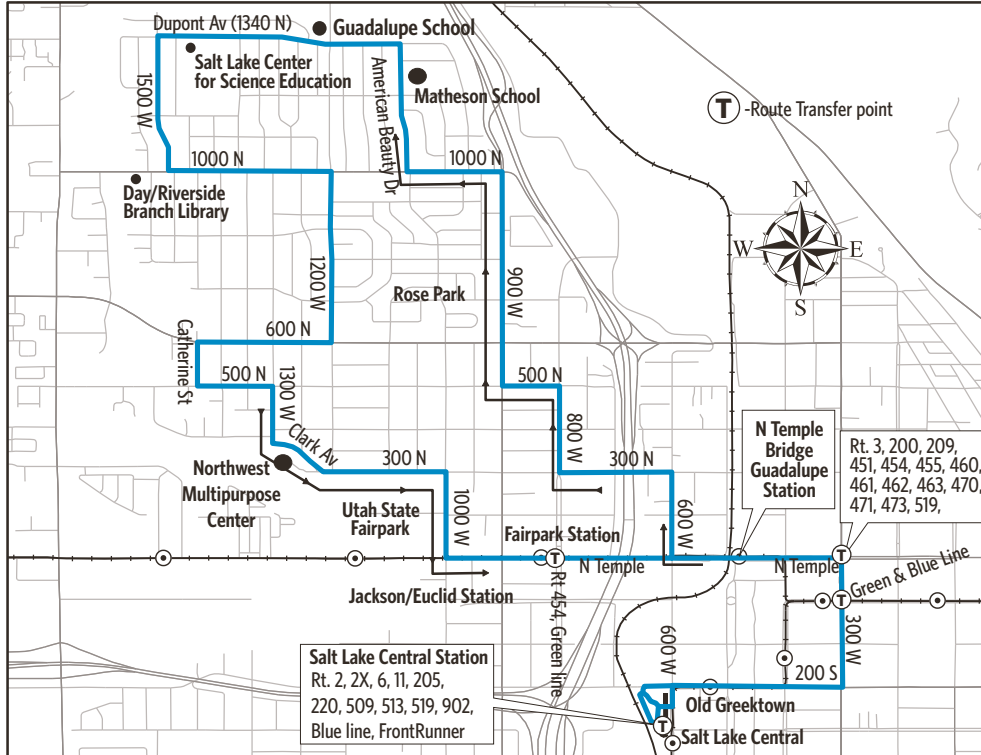 Dupont Av (1340 N)
Guadalupe School
Salt Lake Center
for Science Education
American Beauty Dr
Matheson School
1500 W
T -Route Transfer point
1000 N
1000 N
Day/Riverside
Branch Library
N
W
E
S
1200 W
Rose Park
900 W
Catherine St
600 N
500 N
1300 W
500 N
Clark Av
800 W
300 N
300 N
N Temple
Bridge
Guadalupe
Station
Rt. 3, 200, 209,
451, 454, 455, 460,
461, 462, 463, 470,
471, 473, 519,
Northwest
Multipurpose
Center
Utah State
Fairpark
1000 W
Fairpark Station
600 W
T
N Temple
N Temple
T
Green & Blue Line
Jackson/Euclid Station
Rt 454, Green line
T
300 W
600 W
Salt Lake Central Station
Rt. 2, 2X, 6, 11, 205,
220, 509, 513, 519, 902,
Blue line, FrontRunner
200 S
Old Greektown
T
Salt Lake Central